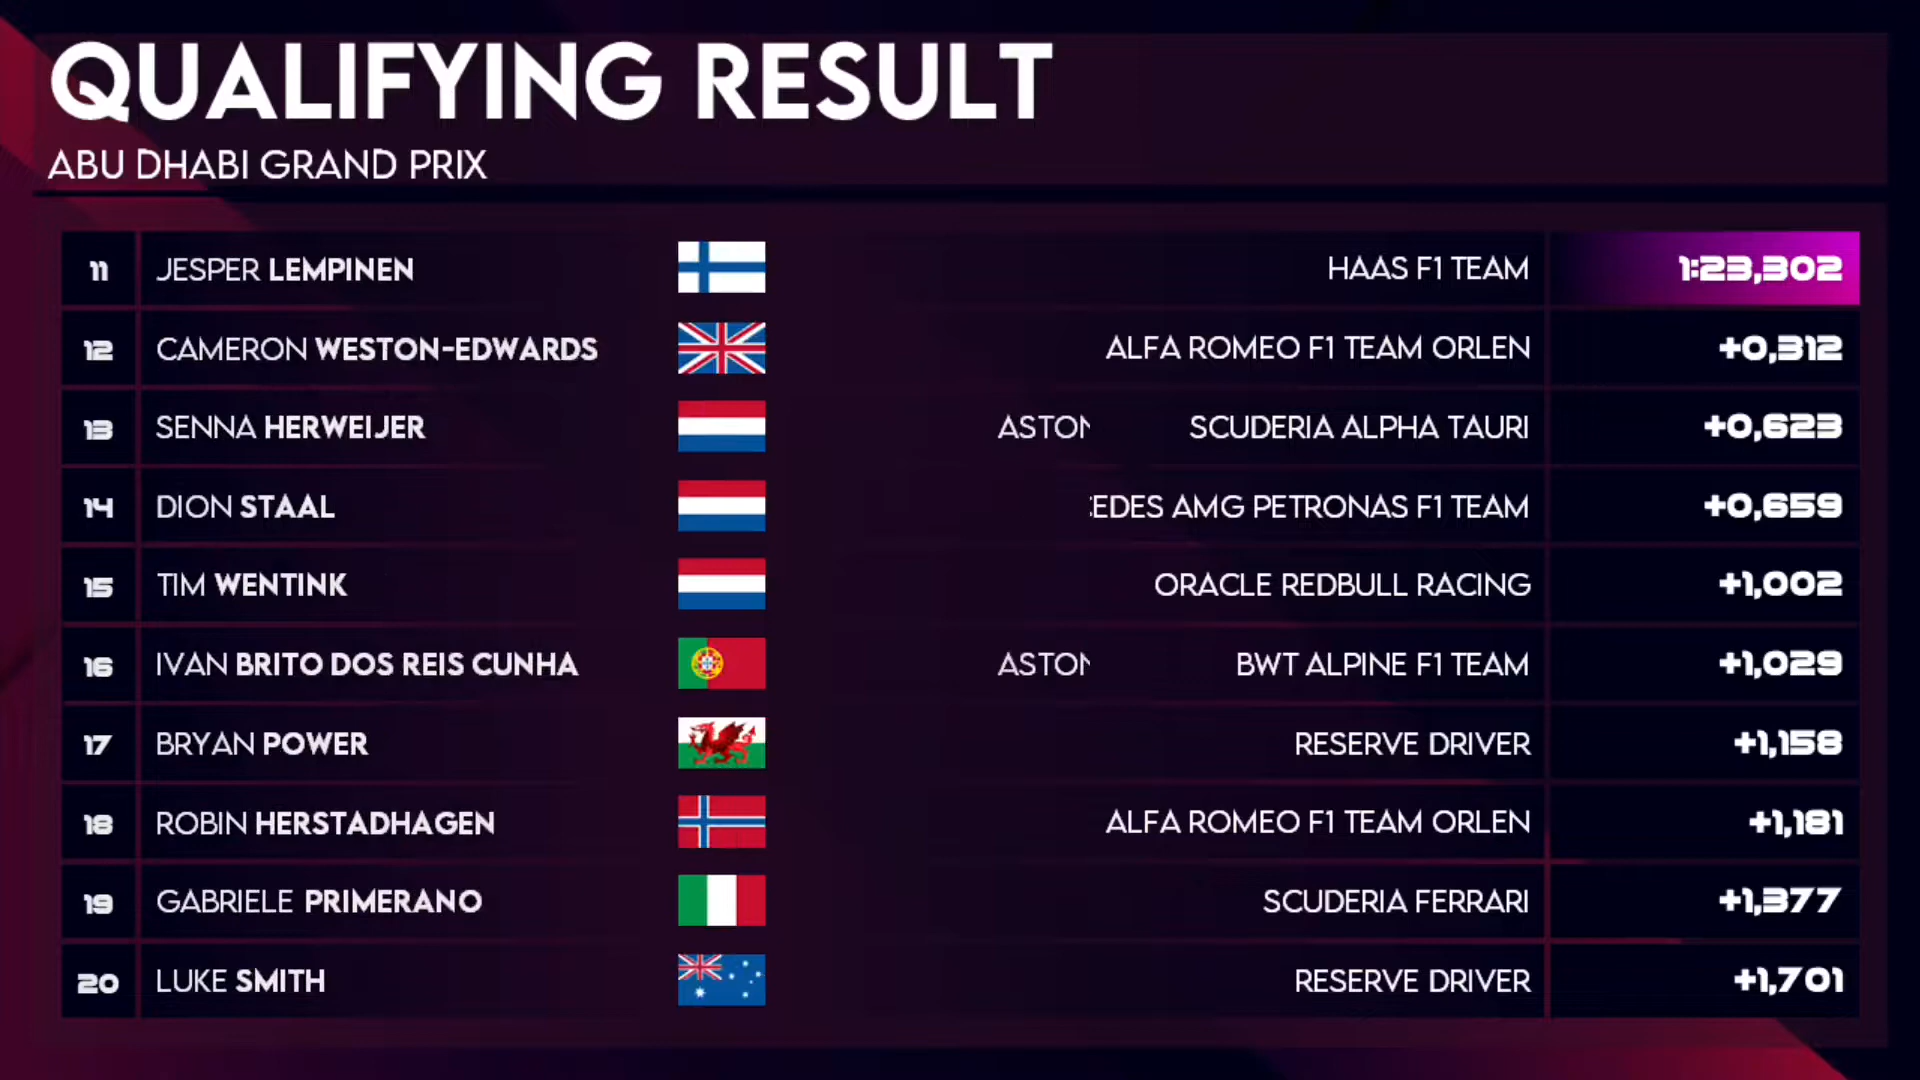 QUALIFYING RESULT
ABU DHABI GRAND PRIX
11 JESPER LEMPINEN HAAS F1 TEAM 1:23,302
12 CAMERON WESTON-EDWARDS ALFA ROMEO F1 TEAM ORLEN +0,312
13 SENNA HERWEIJER SCUDERIA ALPHA TAURI +0,623
14 DION STAAL AMG PETRONAS F1 TEAM +0,659
15 TIM WENTINK ORACLE REDBULL RACING +1,002
16 IVAN BRITO DOS REIS CUNHA BWT ALPINE F1 TEAM +1,029
17 BRYAN POWER RESERVE DRIVER +1,158
18 ROBIN HERSTADHAGEN ALFA ROMEO F1 TEAM ORLEN +1,181
19 GABRIELE PRIMERANO SCUDERIA FERRARI +1,377
20 LUKE SMITH RESERVE DRIVER +1,701